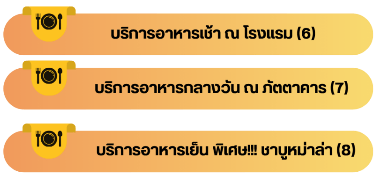 บริการอาหารเช้า ณ โรงแรม (6)
บริการอาหารกลางวัน ณ ภัตตาคาร (7)
บริการอาหารเย็น พิเศษ!!! ชาบูหม่าล่า (8)